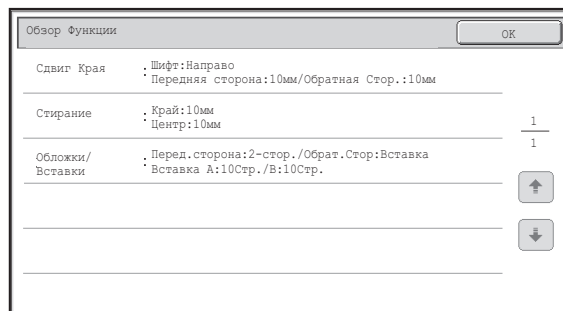 Обзор Функции
OK
Сдвиг Края : Шифт:Направо
Передняя сторона:10мм/Обратная Стор.:10мм
Стирание : Край:10мм
Центр:10мм
Обложки/
Вставки : Перед.сторона:2-стор./Обрат.Стор:Вставка
Вставка А:10Стр./В:10Стр.
1
1